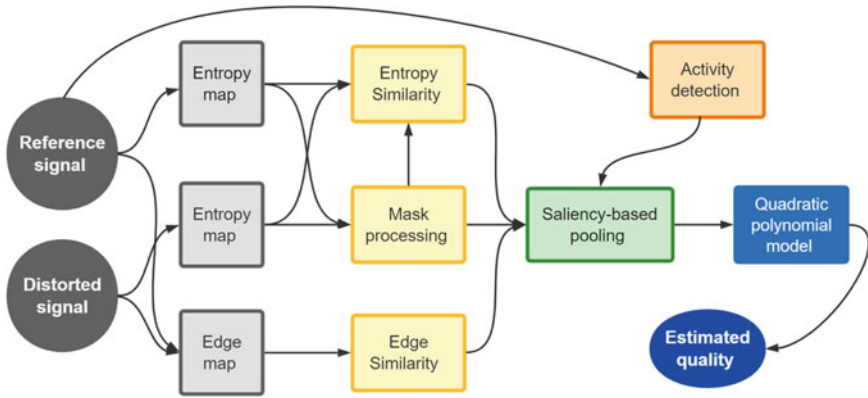 Reference
signal
Distorted
signal
Entropy
map
Entropy
map
Edge
map
Entropy
Similarity
Mask
processing
Edge
Similarity
Activity
detection
Saliency-based
pooling
Quadratic
polynomial
model
Estimated
quality